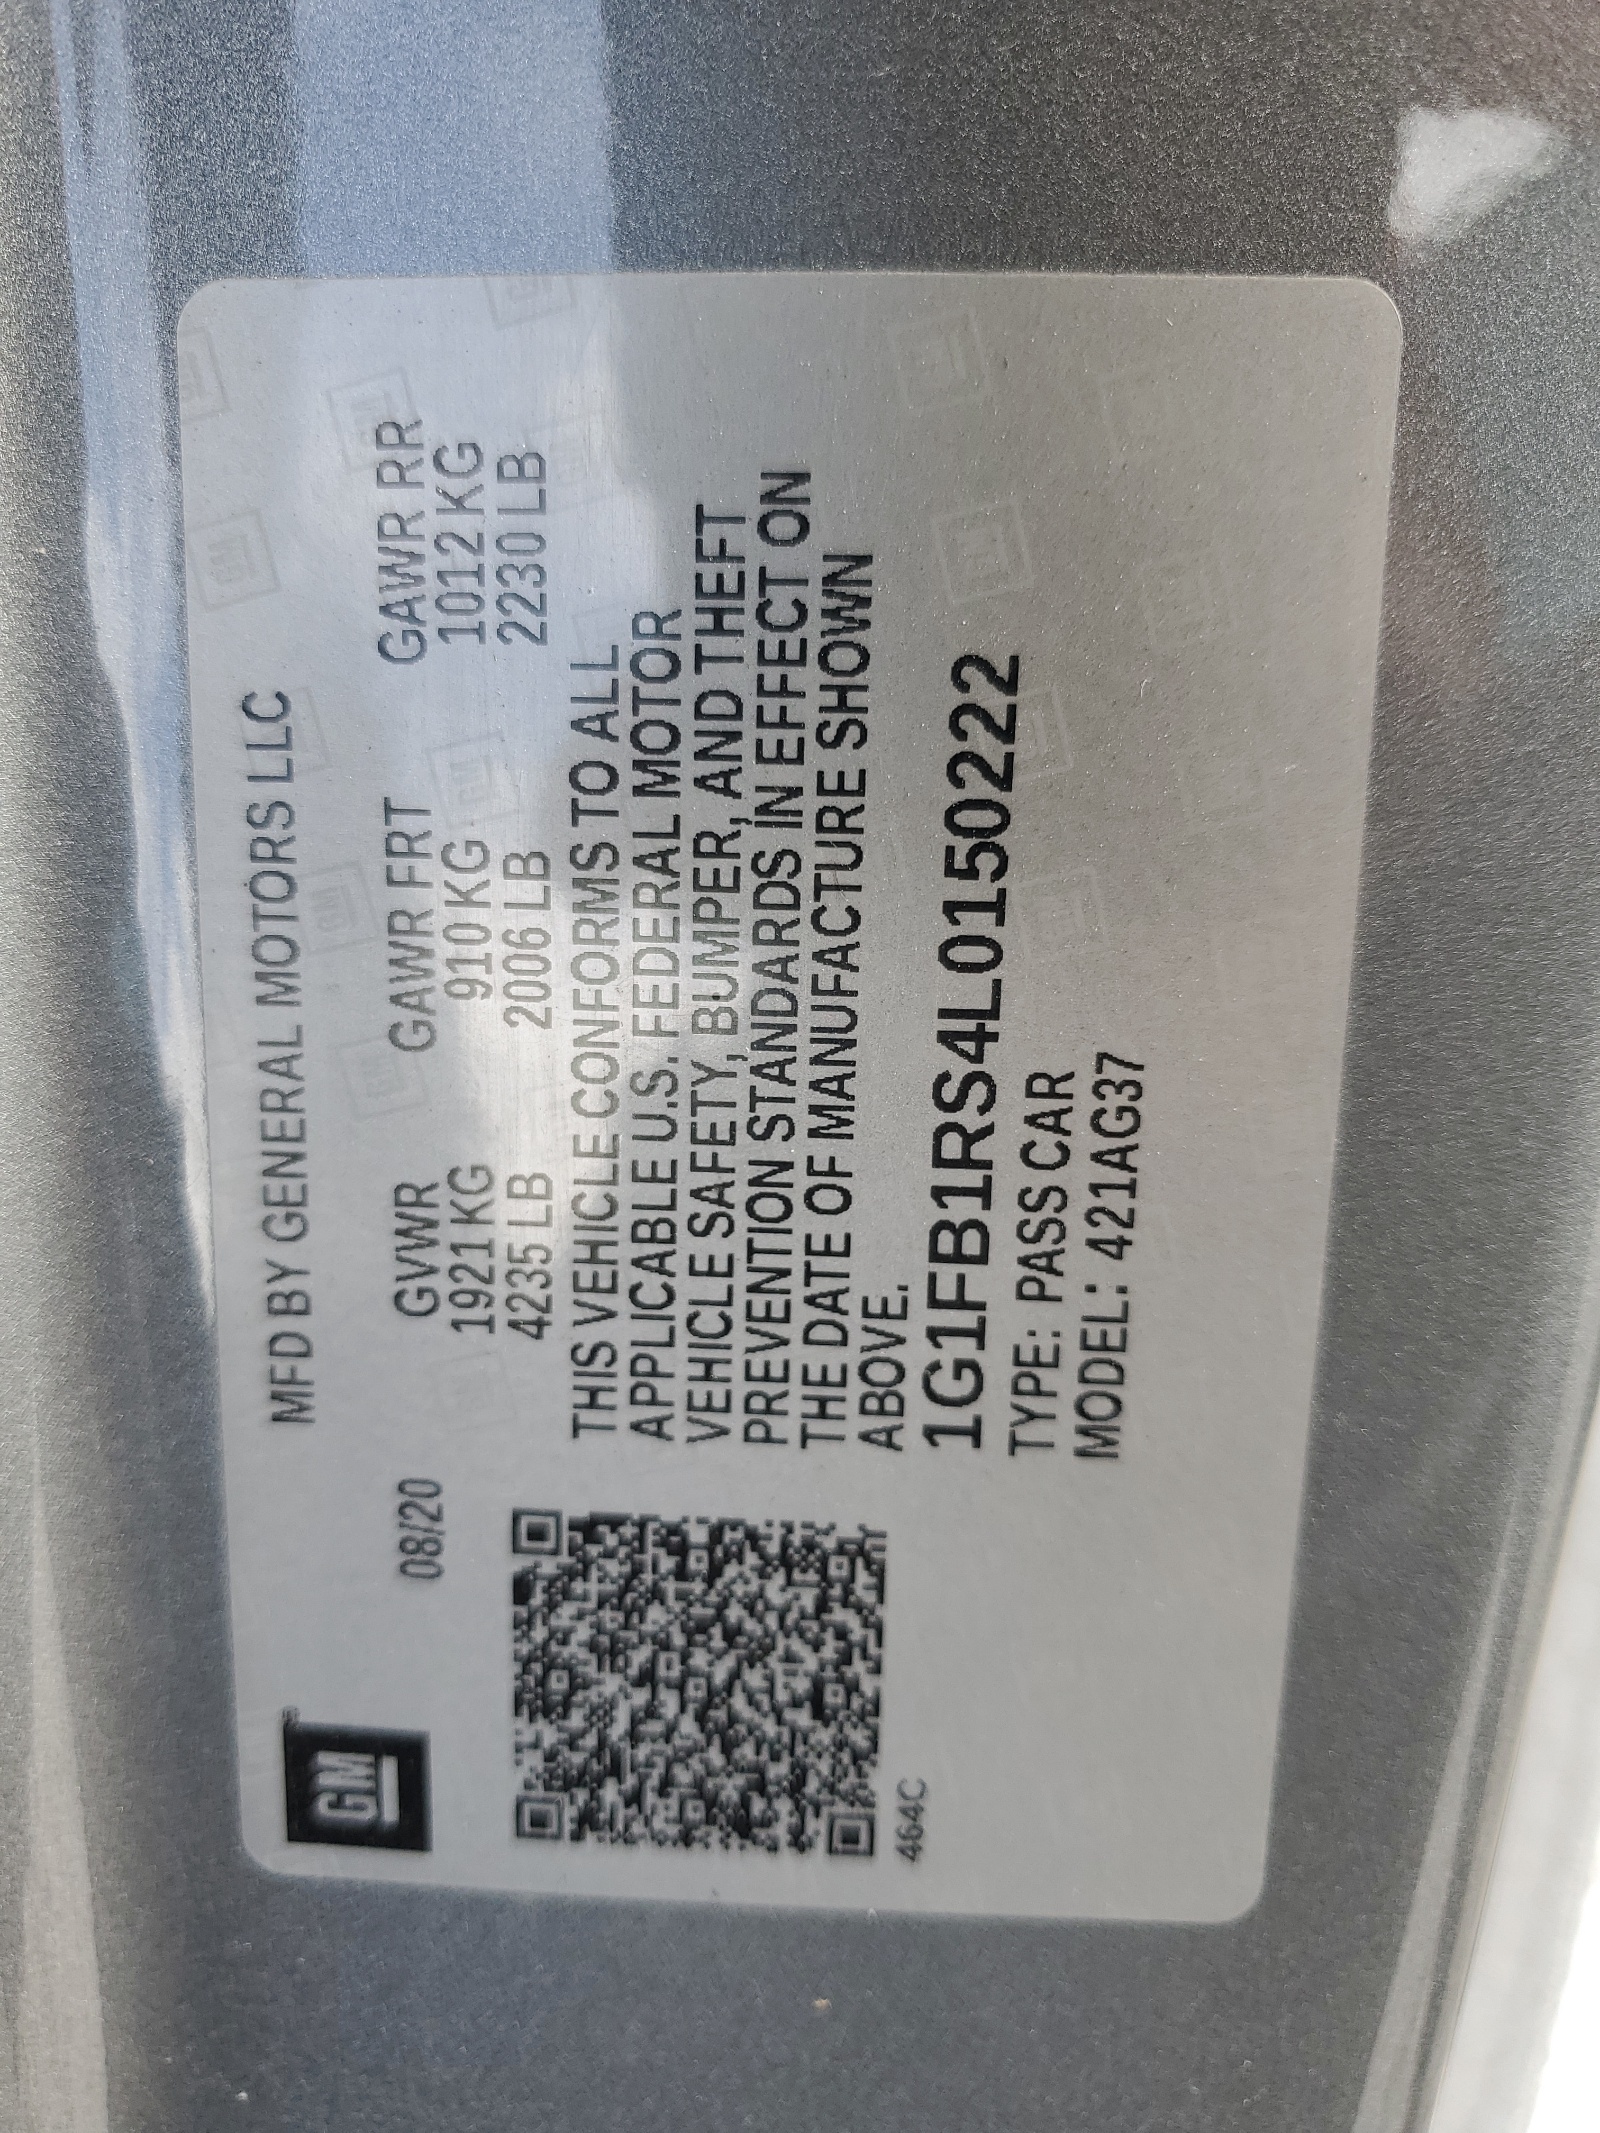 GM
MFD BY GENERAL MOTORS LLC
08/20 GVWR GAWR FRT GAWR RR
1921 KG 910 KG 1012 KG
4235 LB 2006 LB 2230 LB
THIS VEHICLE CONFORMS TO ALL
APPLICABLE U.S. FEDERAL MOTOR
VEHICLE SAFETY, BUMPER, AND THEFT
PREVENTION STANDARDS IN EFFECT ON
THE DATE OF MANUFACTURE SHOWN
ABOVE.
464C
1G1FB1RS4L0150222
TYPE: PASS CAR
MODEL: 421AG37